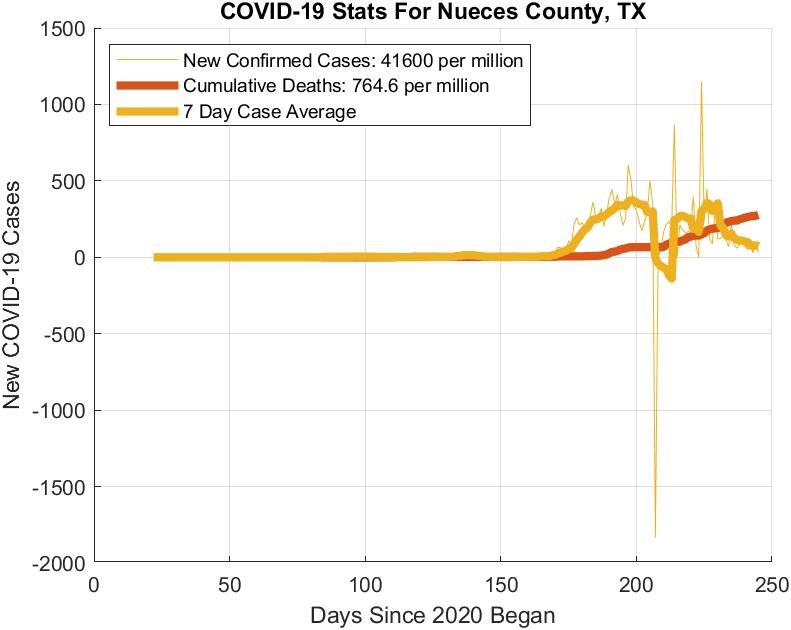 COVID-19 Stats For Nueces County, TX
New Confirmed Cases: 41600 per million
Cumulative Deaths: 764.6 per million
7 Day Case Average
New COVID-19 Cases
1500
1000
500
0
-500
-1000
-1500
-2000
0 50 100 150 200 250
Days Since 2020 Began